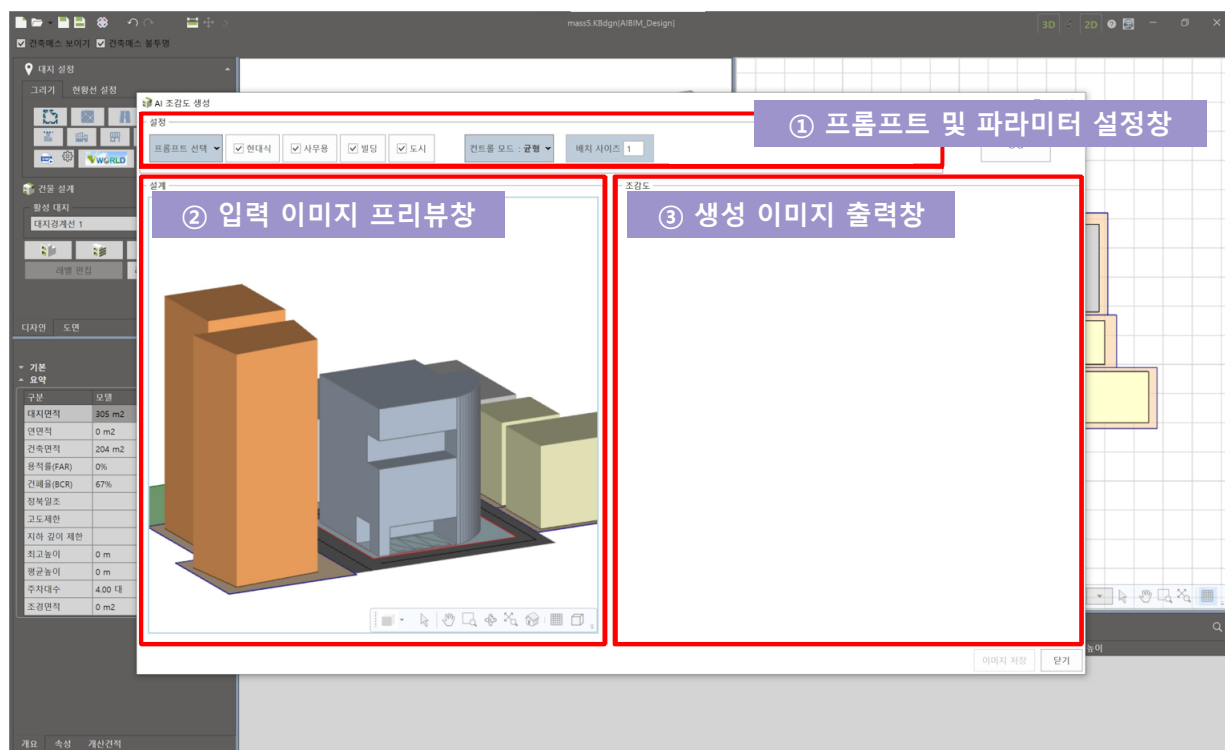 mass5.KBdgn[AIBIM_Design]
3D
2D
건축매스 보이기
건축매스 불투명
대지 설정
그리기
현황선 설정
VWORLD
건물 설계
활성 대지
대지경계선 1
레벨 편집
디자인
도면
기본
요약
구분 모델
대지면적 305 m2
연면적 0 m2
건축면적 204 m2
용적률(FAR) 0%
건폐율(BCR) 67%
정북일조
고도제한
지하 깊이 제한
최고높이 0 m
평균높이 0 m
주차대수 4.00 대
조경면적 0 m2
개요
속성
개산견적
AI 조감도 생성
설정
프롬프트 선택
현대식
사무용
빌딩
도시
컨트롤 모드 : 균형
배치 사이즈 1
① 프롬프트 및 파라미터 설정창
설계
② 입력 이미지 프리뷰창
조감도
③ 생성 이미지 출력창
이미지 저장
닫기
높이